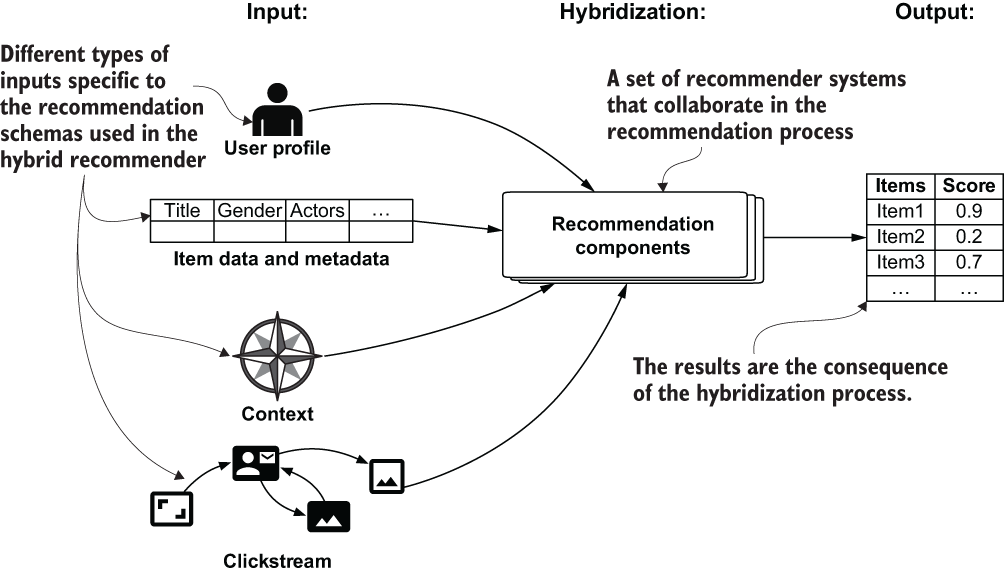 Input:
Hybridization:
Output:
Different types of
inputs specific to
the recommendation
schemas used in the
hybrid recommender
User profile
A set of recommender systems
that collaborate in the
recommendation process
Title Gender Actors …
Item data and metadata
Recommendation
components
Items Score
Item1 0.9
Item2 0.2
Item3 0.7
… …
Context
The results are the consequence
of the hybridization process.
Clickstream